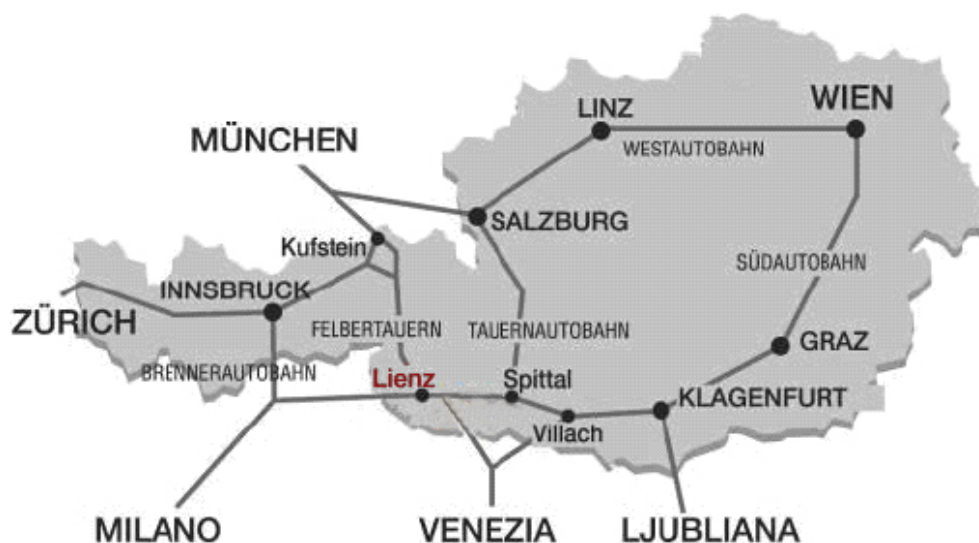 WIEN
LINZ
MÜNCHEN
WESTAUTOBAHN
SALZBURG
Kufstein
SÜDAUTOBAHN
INNSBRUCK
ZÜRICH
FELBERTAUERN
TAUERNAUTOBAHN
GRAZ
BRENNERAUTOBAHN
Lienz
Spittal
KLAGENFURT
Villach
MILANO
VENEZIA
LJUBLIANA